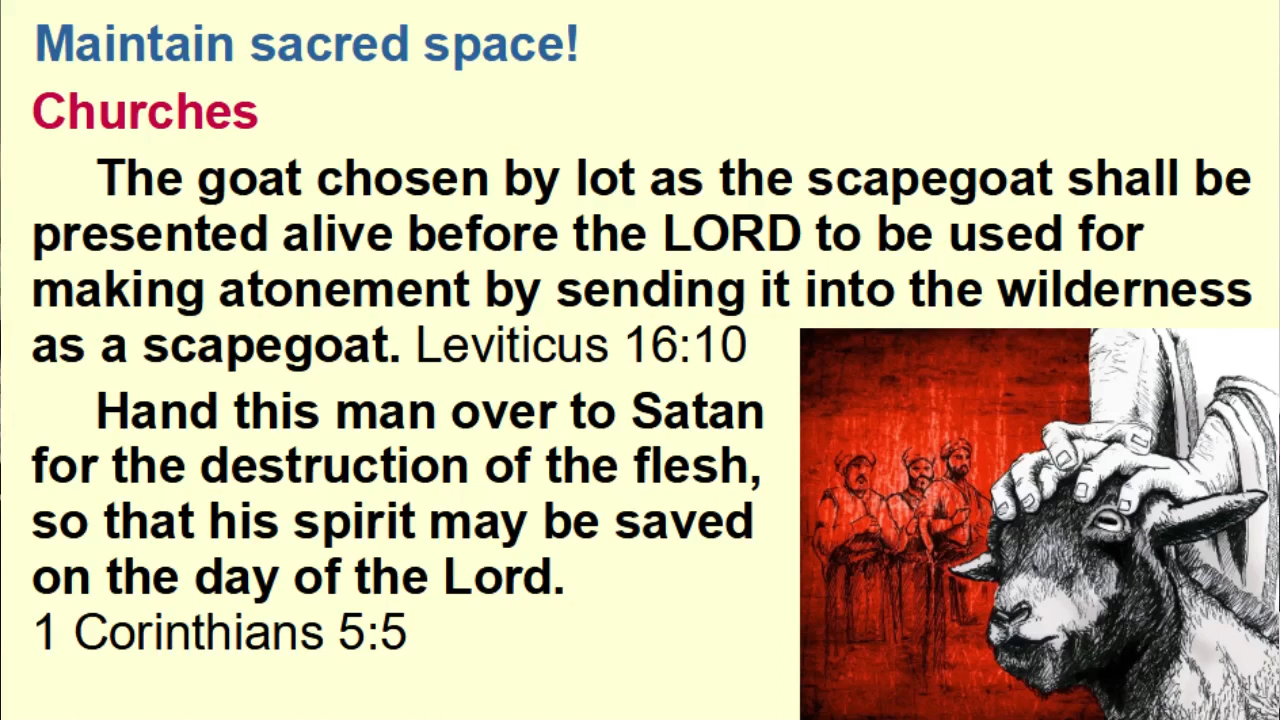 Maintain sacred space!
Churches
The goat chosen by lot as the scapegoat shall be
presented alive before the LORD to be used for
making atonement by sending it into the wilderness
as a scapegoat. Leviticus 16:10
Hand this man over to Satan
for the destruction of the flesh,
so that his spirit may be saved
on the day of the Lord.
1 Corinthians 5:5